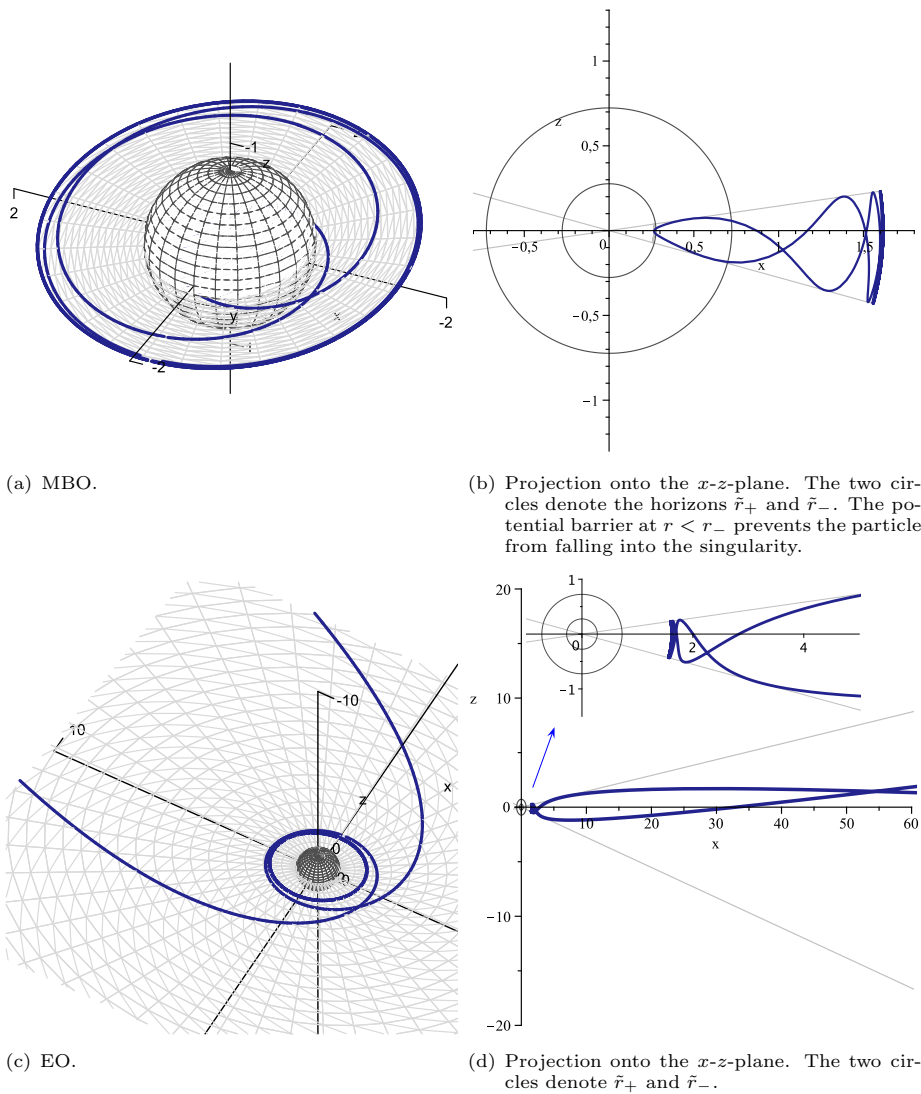 -1
z
2
-2
y
-2
1
z
0,5
−0,5
0
0,5
1,5
x
−0,5
−1
(a) MBO.
(b) Projection onto the x-z-plane. The two cir-
cles denote the horizons r̃₊ and r̃₋. The po-
tential barrier at r < r₋ prevents the particle
from falling into the singularity.
10
-10
x
z
0
20
1
0
2
4
−1
z
10
0
10
20
30
40
50
60
x
−10
−20
(c) EO.
(d) Projection onto the x-z-plane. The two cir-
cles denote r̃₊ and r̃₋.